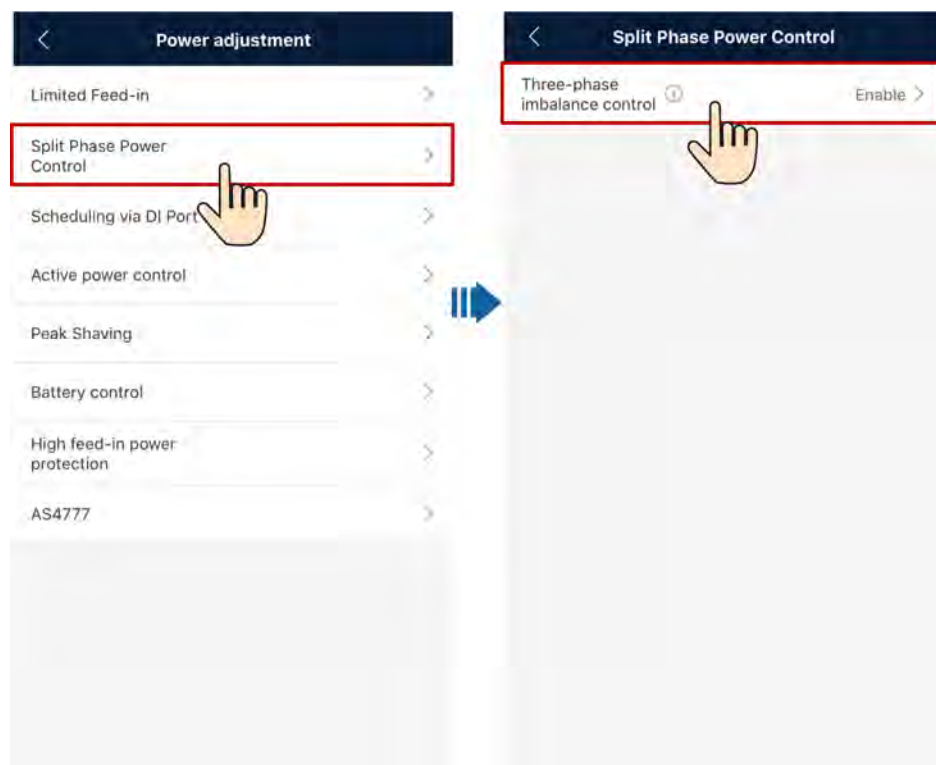 Power adjustment
Limited Feed-in
Split Phase Power
Control
Scheduling via DI Port
Active power control
Peak Shaving
Battery control
High feed-in power
protection
AS4777
Split Phase Power Control
Three-phase
imbalance control
Enable